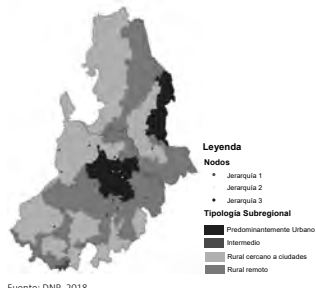 Leyenda
Nodos
Jerarquía 1
Jerarquía 2
Jerarquía 3
Tipología Subregional
Predominantemente Urbano
Intermedio
Rural cercano a ciudades
Rural remoto
Fuente: DNP, 2018